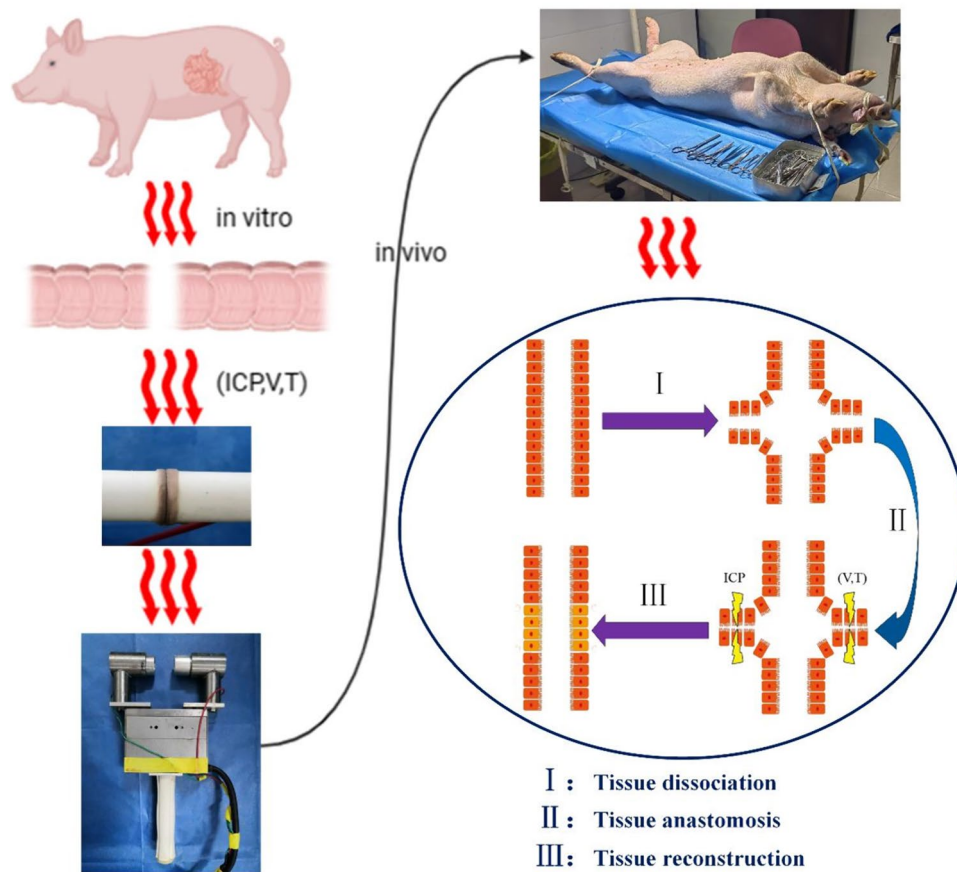 in vitro
(ICP,V,T)
in vivo
I
II
ICP
(V,T)
III
I : Tissue dissociation
II : Tissue anastomosis
III: Tissue reconstruction